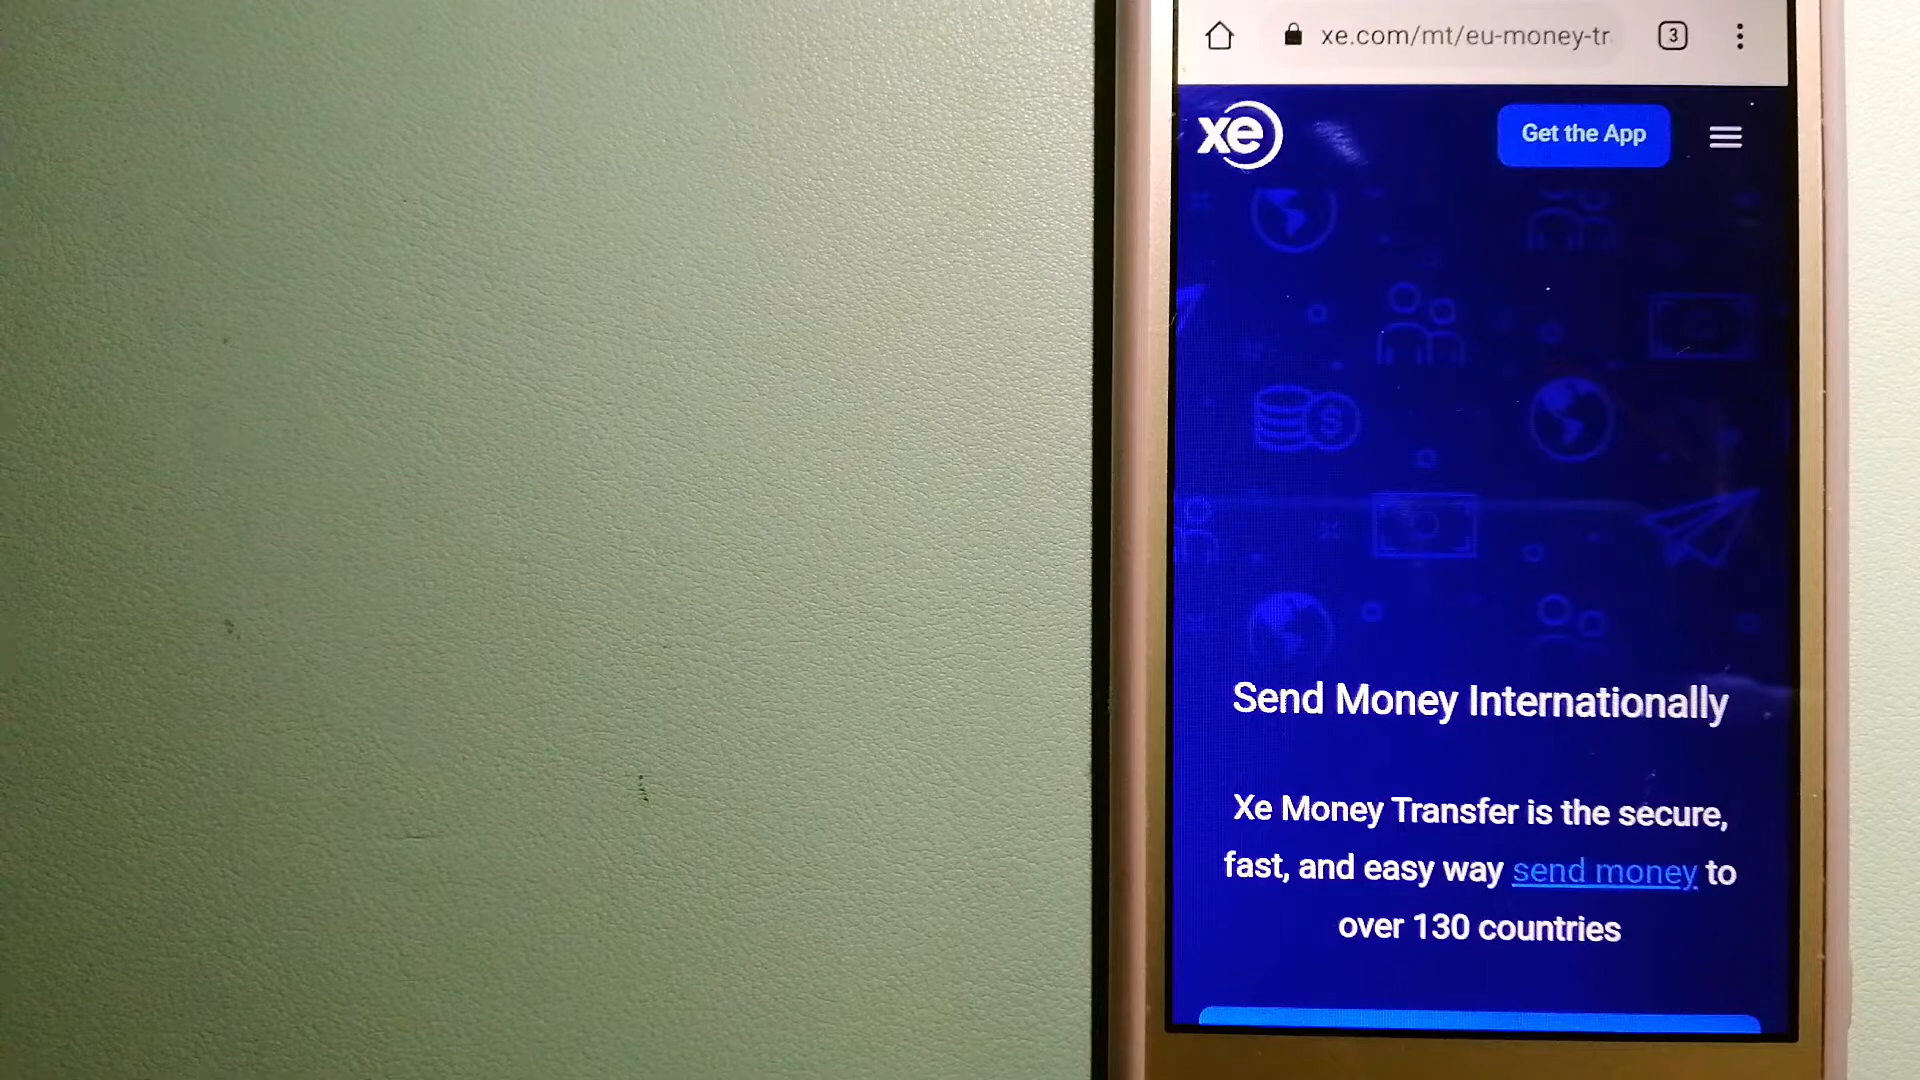 xe.com/mt/eu-money-tr
3
xe
Get the App
$
Send Money Internationally
Xe Money Transfer is the secure,
fast, and easy way send money to
over 130 countries